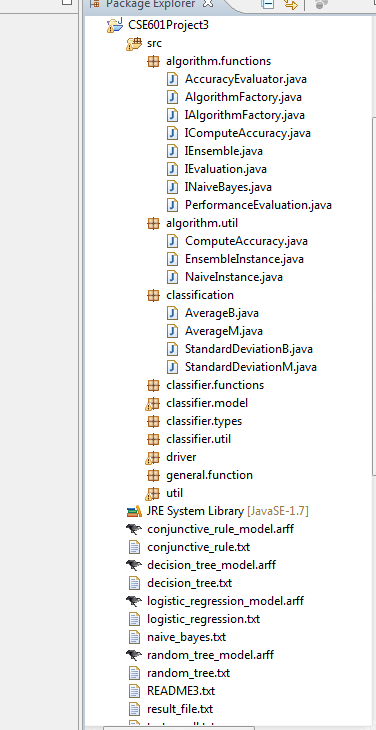 Package Explorer
CSE601Project3
src
algorithm.functions
AccuracyEvaluator.java
AlgorithmFactory.java
IAlgorithmFactory.java
IComputeAccuracy.java
IEnsemble.java
IEvaluation.java
INaiveBayes.java
PerformanceEvaluation.java
algorithm.util
ComputeAccuracy.java
EnsembleInstance.java
NaiveInstance.java
classification
AverageB.java
AverageM.java
StandardDeviationB.java
StandardDeviationM.java
classifier.functions
classifier.model
classifier.types
classifier.util
driver
general.function
util
JRE System Library [JavaSE-1.7]
conjunctive_rule_model.arff
conjunctive_rule.txt
decision_tree_model.arff
decision_tree.txt
logistic_regression_model.arff
logistic_regression.txt
naive_bayes.txt
random_tree_model.arff
random_tree.txt
README3.txt
result_file.txt